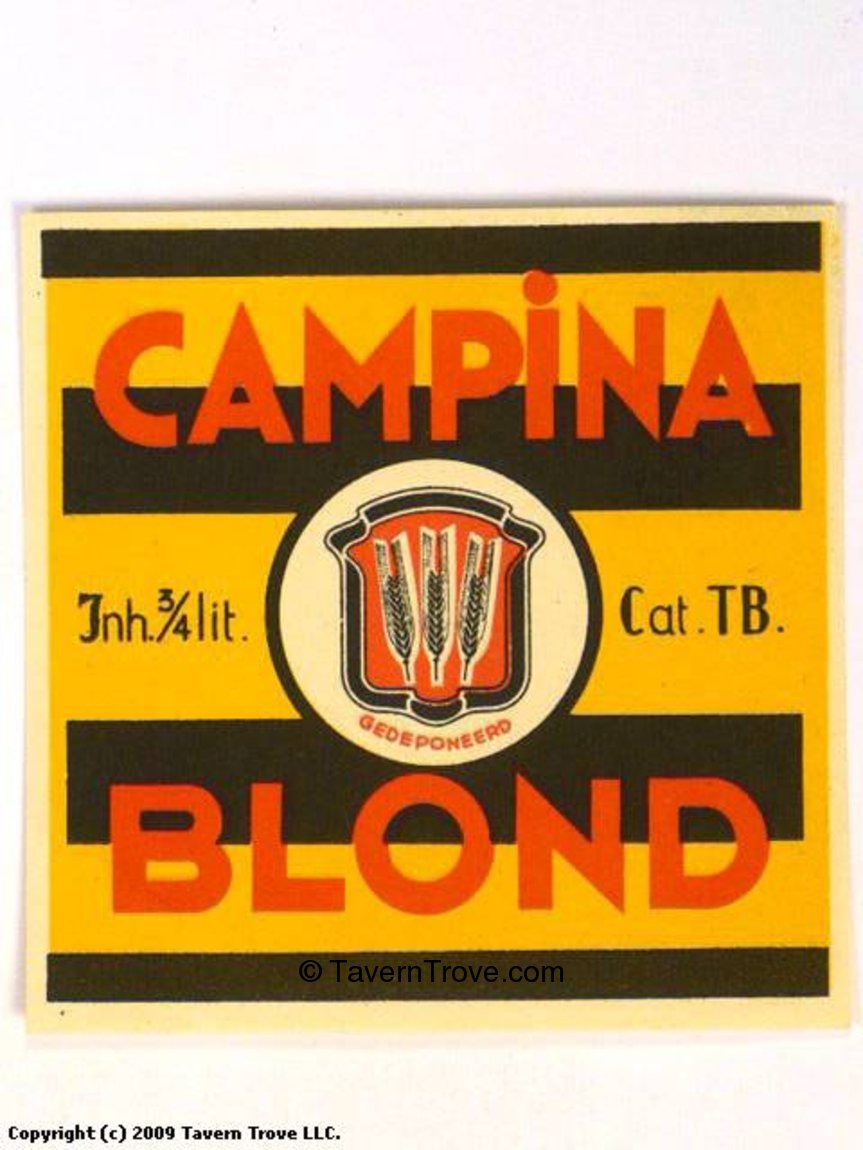 CAMPiNA
Inh. 3/4 lit.
Cat. TB.
GEDEPONEERD
BLOND
© TavernTrove.com
Copyright (c) 2009 Tavern Trove LLC.